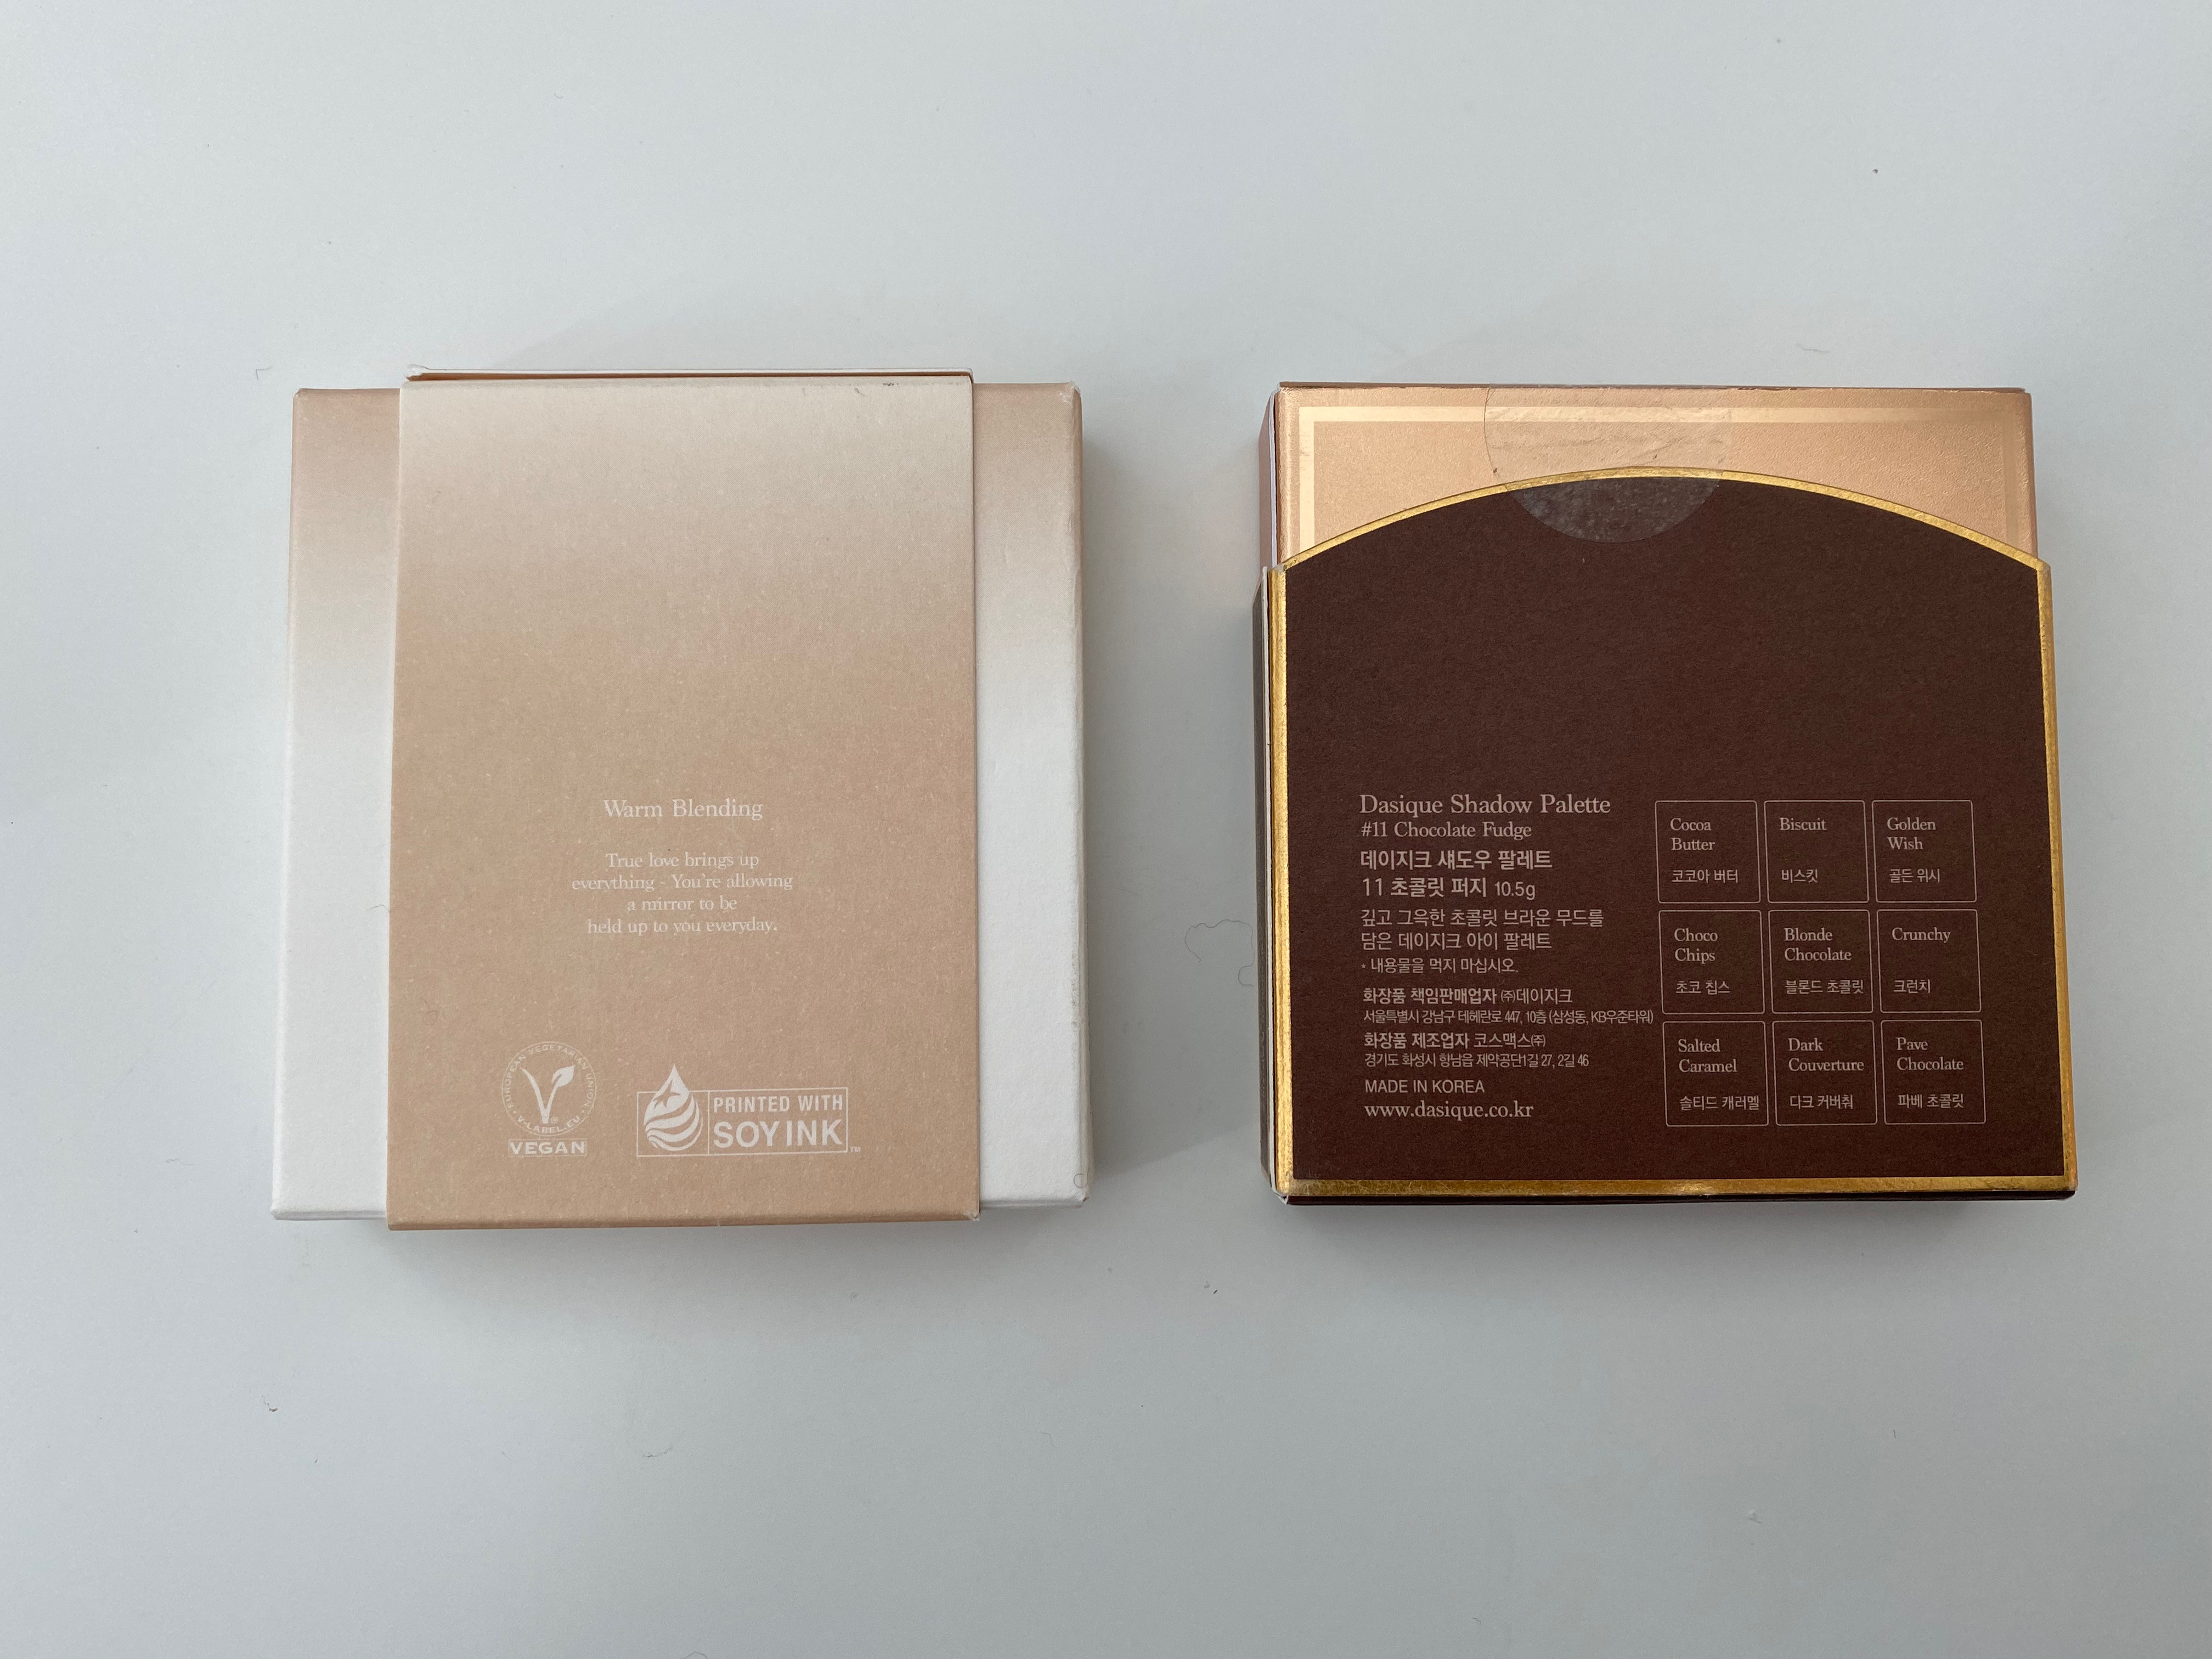 Warm Blending
True love brings up
everything - You're allowing
a mirror to be
held up to you everyday.
EUROPEAN VEGETARIAN UNION
V-LABEL.EU
VEGAN
PRINTED WITH
SOY INK™
Dasique Shadow Palette
#11 Chocolate Fudge
데이지크 섀도우 팔레트
11 초콜릿 퍼지 10.5g
깊고 그윽한 초콜릿 브라운 무드를
담은 데이지크 아이 팔레트
* 내용물을 먹지 마십시오.
화장품 책임판매업자 ㈜데이지크
서울특별시 강남구 테헤란로 447, 10층 (삼성동, KB우준타워)
화장품 제조업자 코스맥스㈜
경기도 화성시 향남읍 제약공단1길 27, 2길 46
MADE IN KOREA
www.dasique.co.kr
Cocoa
Butter
코코아 버터
Biscuit
비스킷
Golden
Wish
골든 위시
Choco
Chips
초코 칩스
Blonde
Chocolate
블론드 초콜릿
Crunchy
크런치
Salted
Caramel
솔티드 캐러멜
Dark
Couverture
다크 커버춰
Pave
Chocolate
파베 초콜릿